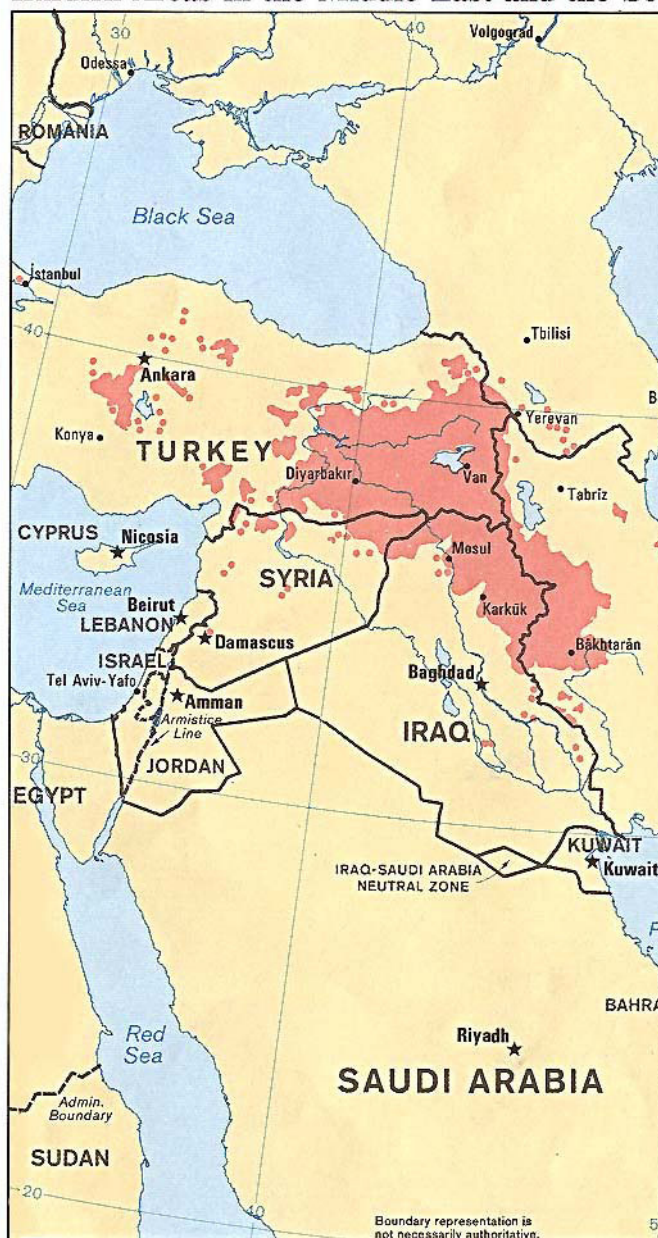 30
40
Volgograd
Odessa
ROMANIA
Black Sea
İstanbul
40
Tbilisi
Ankara
Yerevan
Konya
TURKEY
Diyarbakır
Van
Tabrīz
CYPRUS
Nicosia
Mosul
Mediterranean
Sea
SYRIA
Karkūk
Beirut
LEBANON
Damascus
Bākhtarān
ISRAEL
Tel Aviv-Yafo
Baghdad
Amman
Armistice
Line
IRAQ
30
JORDAN
EGYPT
KUWAIT
Kuwait
IRAQ-SAUDI ARABIA
NEUTRAL ZONE
BAHRA
Red
Sea
Riyadh
SAUDI ARABIA
Admin.
Boundary
SUDAN
20
40
Boundary representation is
not necessarily authoritative.